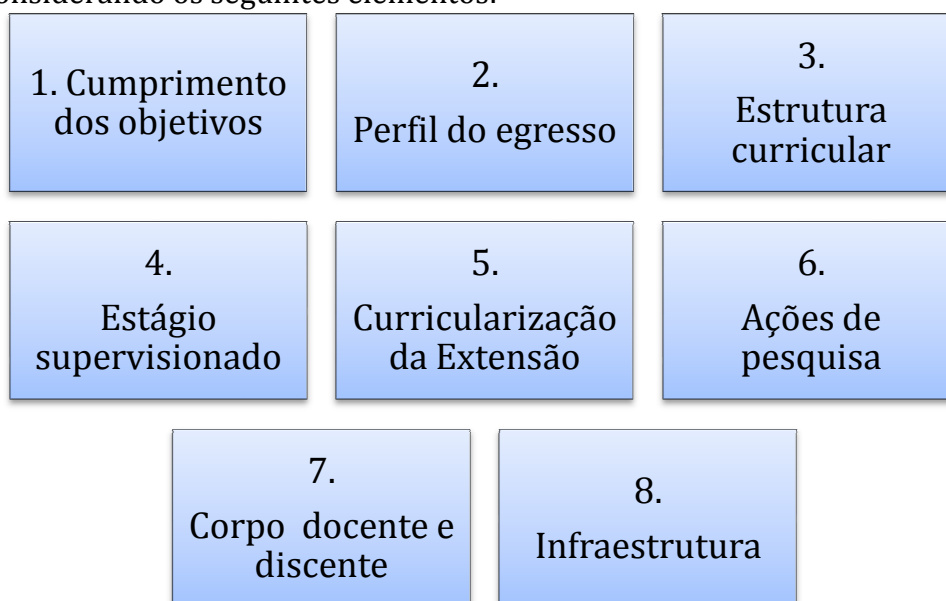 considerando os seguintes elementos:
1. Cumprimento
dos objetivos
2.
Perfil do egresso
3.
Estrutura
curricular
4.
Estágio
supervisionado
5.
Curricularização
da Extensão
6.
Ações de
pesquisa
7.
Corpo docente e
discente
8.
Infraestrutura